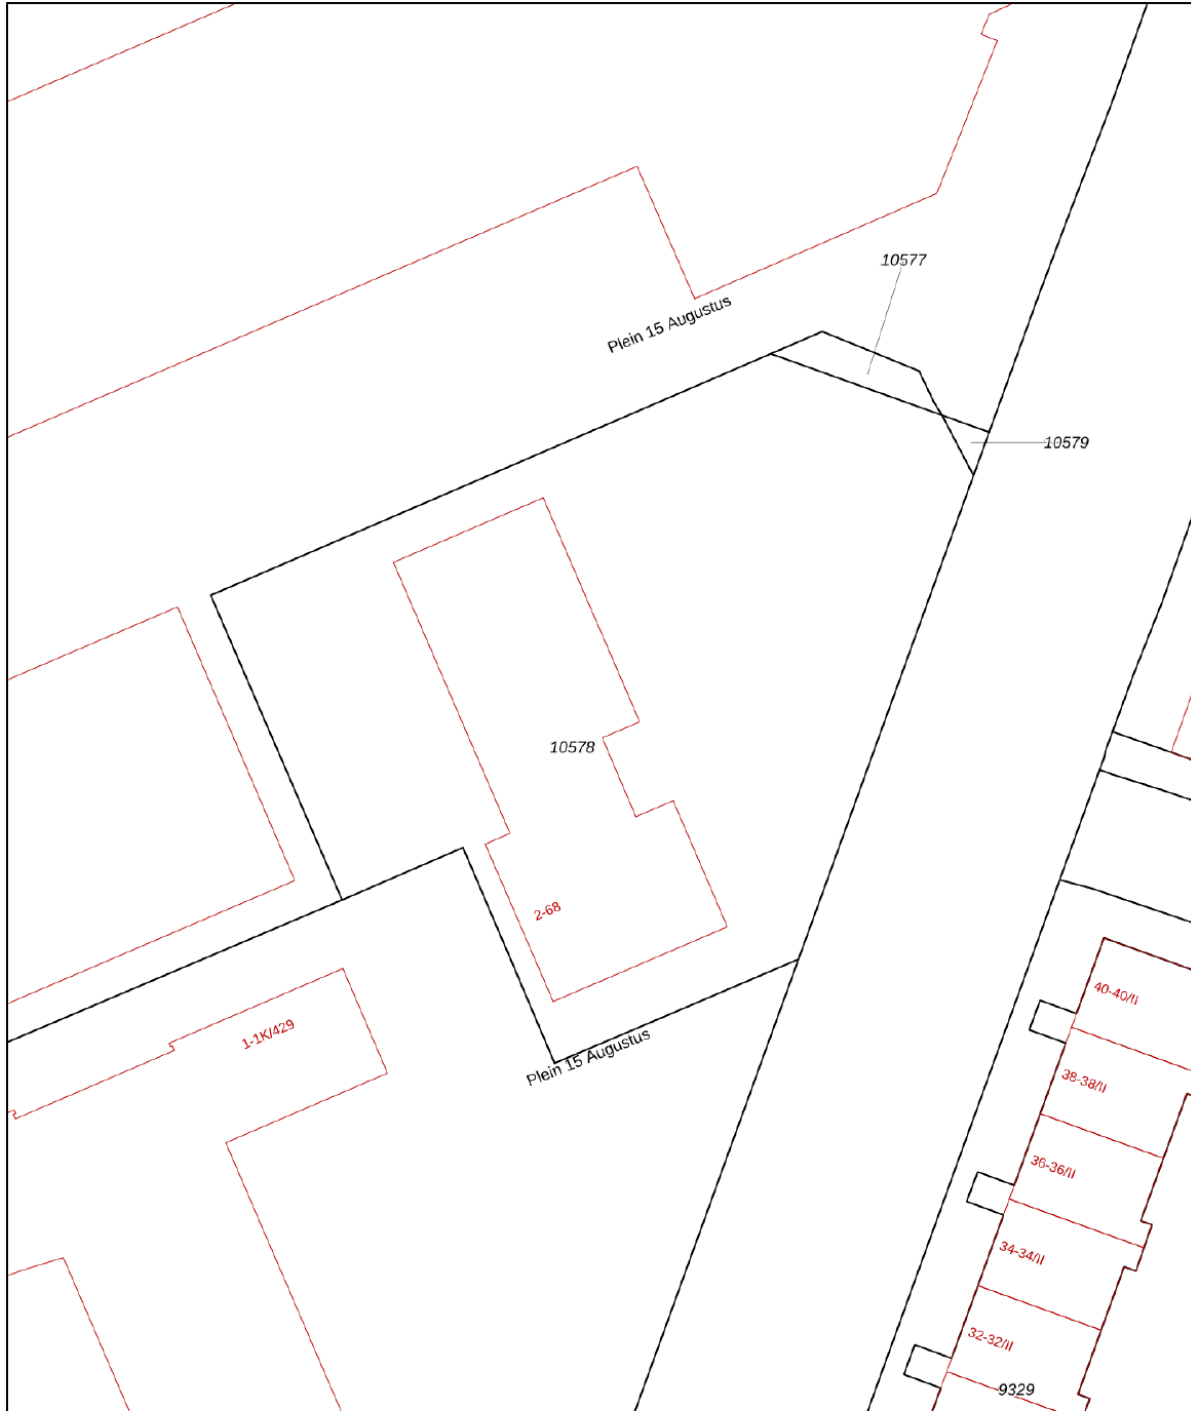 10577
Plein 15 Augustus
10579
10578
2-68
40-40/II
1-1K/429
Plein 15 Augustus
38-38/II
36-36/II
34-34/II
32-32/II
9329